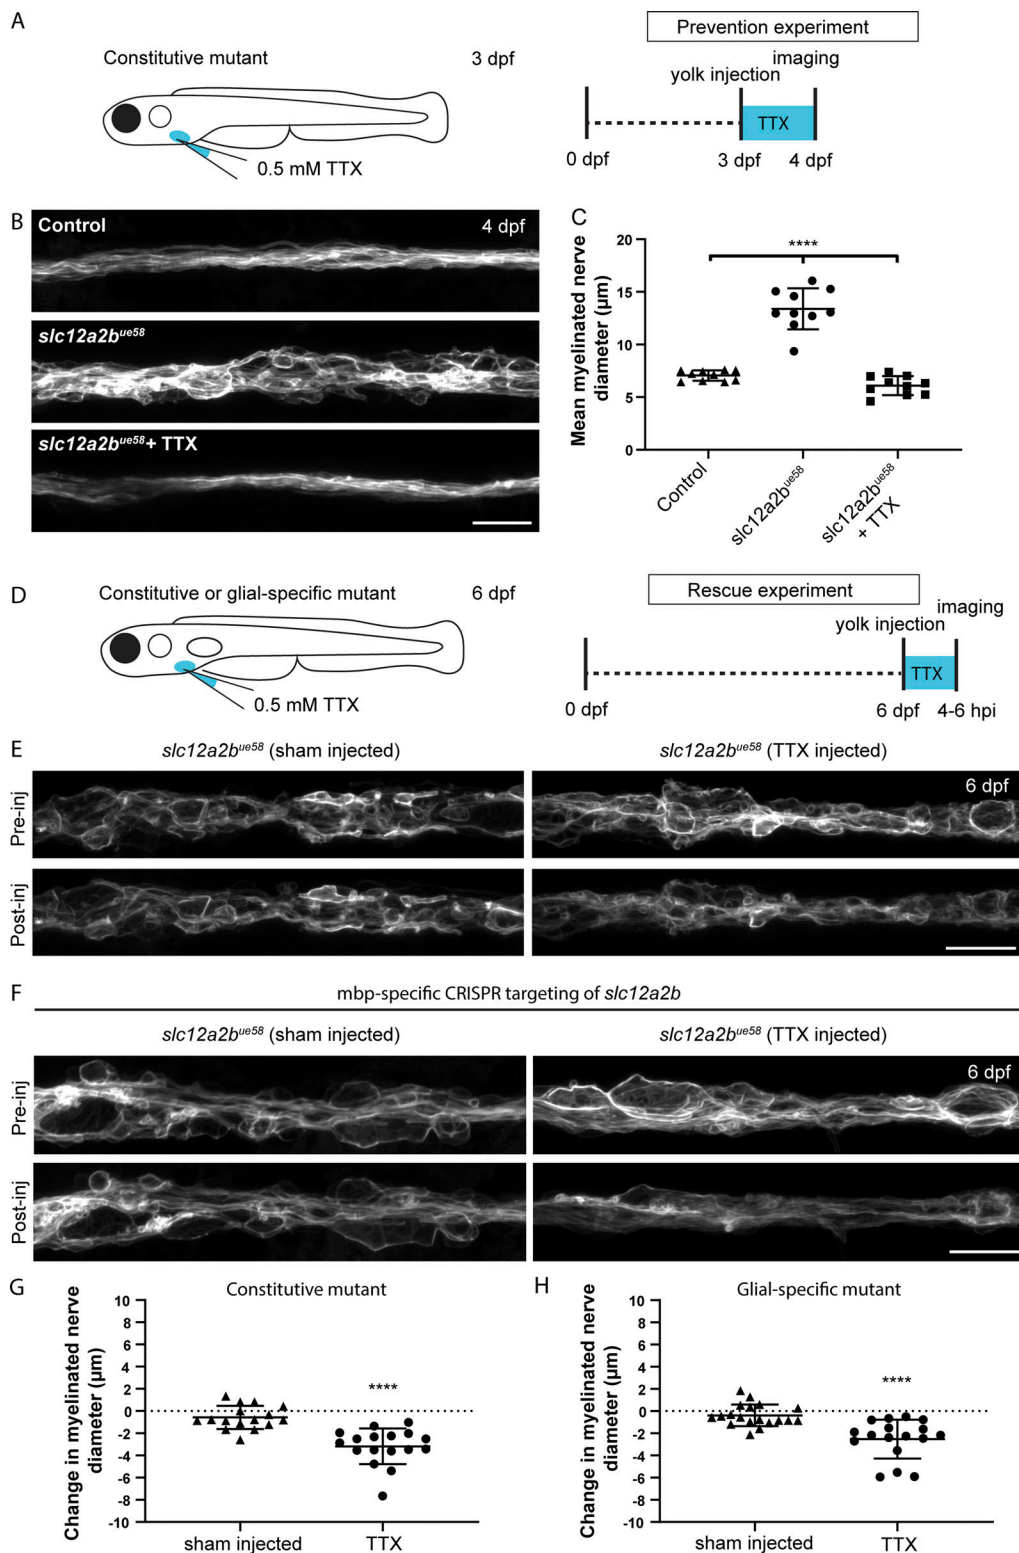 A
Constitutive mutant
3 dpf
0.5 mM TTX
Prevention experiment
imaging
yolk injection
TTX
0 dpf
3 dpf
4 dpf
B
Control
4 dpf
slc12a2b^ue58
slc12a2b^ue58 + TTX
C
****
20
15
10
5
0
Mean myelinated nerve
diameter (µm)
Control
slc12a2b^ue58
slc12a2b^ue58
+ TTX
D
Constitutive or glial-specific mutant
6 dpf
0.5 mM TTX
Rescue experiment
imaging
yolk injection
TTX
0 dpf
6 dpf
4-6 hpi
E
slc12a2b^ue58 (sham injected)
slc12a2b^ue58 (TTX injected)
Pre-inj
6 dpf
Post-inj
F
mbp-specific CRISPR targeting of slc12a2b
slc12a2b^ue58 (sham injected)
slc12a2b^ue58 (TTX injected)
Pre-inj
6 dpf
Post-inj
G
Constitutive mutant
Change in myelinated nerve
diameter (µm)
10
8
6
4
2
0
-2
-4
-6
-8
-10
****
sham injected
TTX
H
Glial-specific mutant
Change in myelinated nerve
diameter (µm)
10
8
6
4
2
0
-2
-4
-6
-8
-10
****
sham injected
TTX